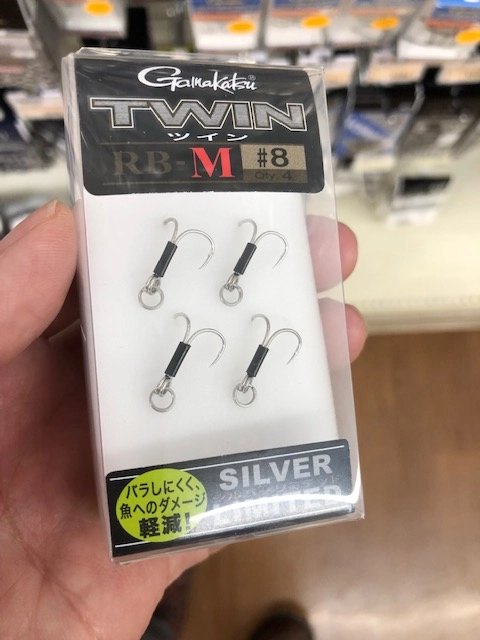 Gamakatsu®
TWIN
ツイン
RB-M #8
Qty. 4
SILVER
LIMITED
バラしにくく、
魚へのダメージ
軽減!